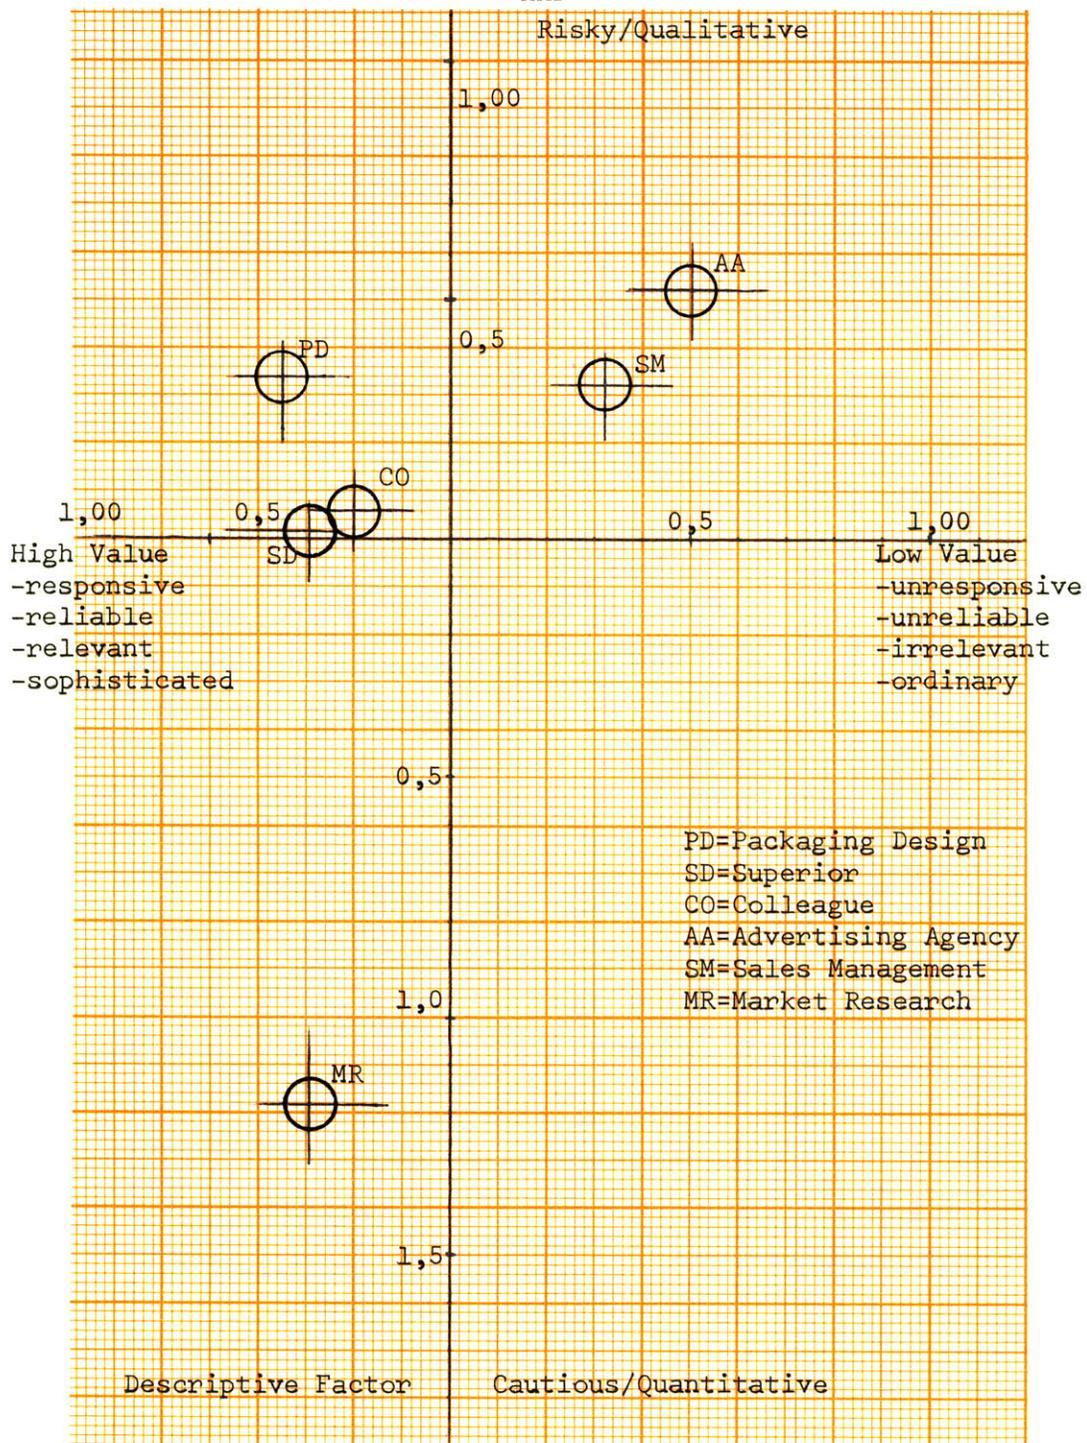 Risky/Qualitative
1,00
AA
0,5
PD
SM
CO
1,00
0,5
0,5
1,00
SD
High Value
-responsive
-reliable
-relevant
-sophisticated
Low Value
-unresponsive
-unreliable
-irrelevant
-ordinary
0,5
PD=Packaging Design
SD=Superior
CO=Colleague
AA=Advertising Agency
SM=Sales Management
MR=Market Research
1,0
MR
1,5
Descriptive Factor
Cautious/Quantitative